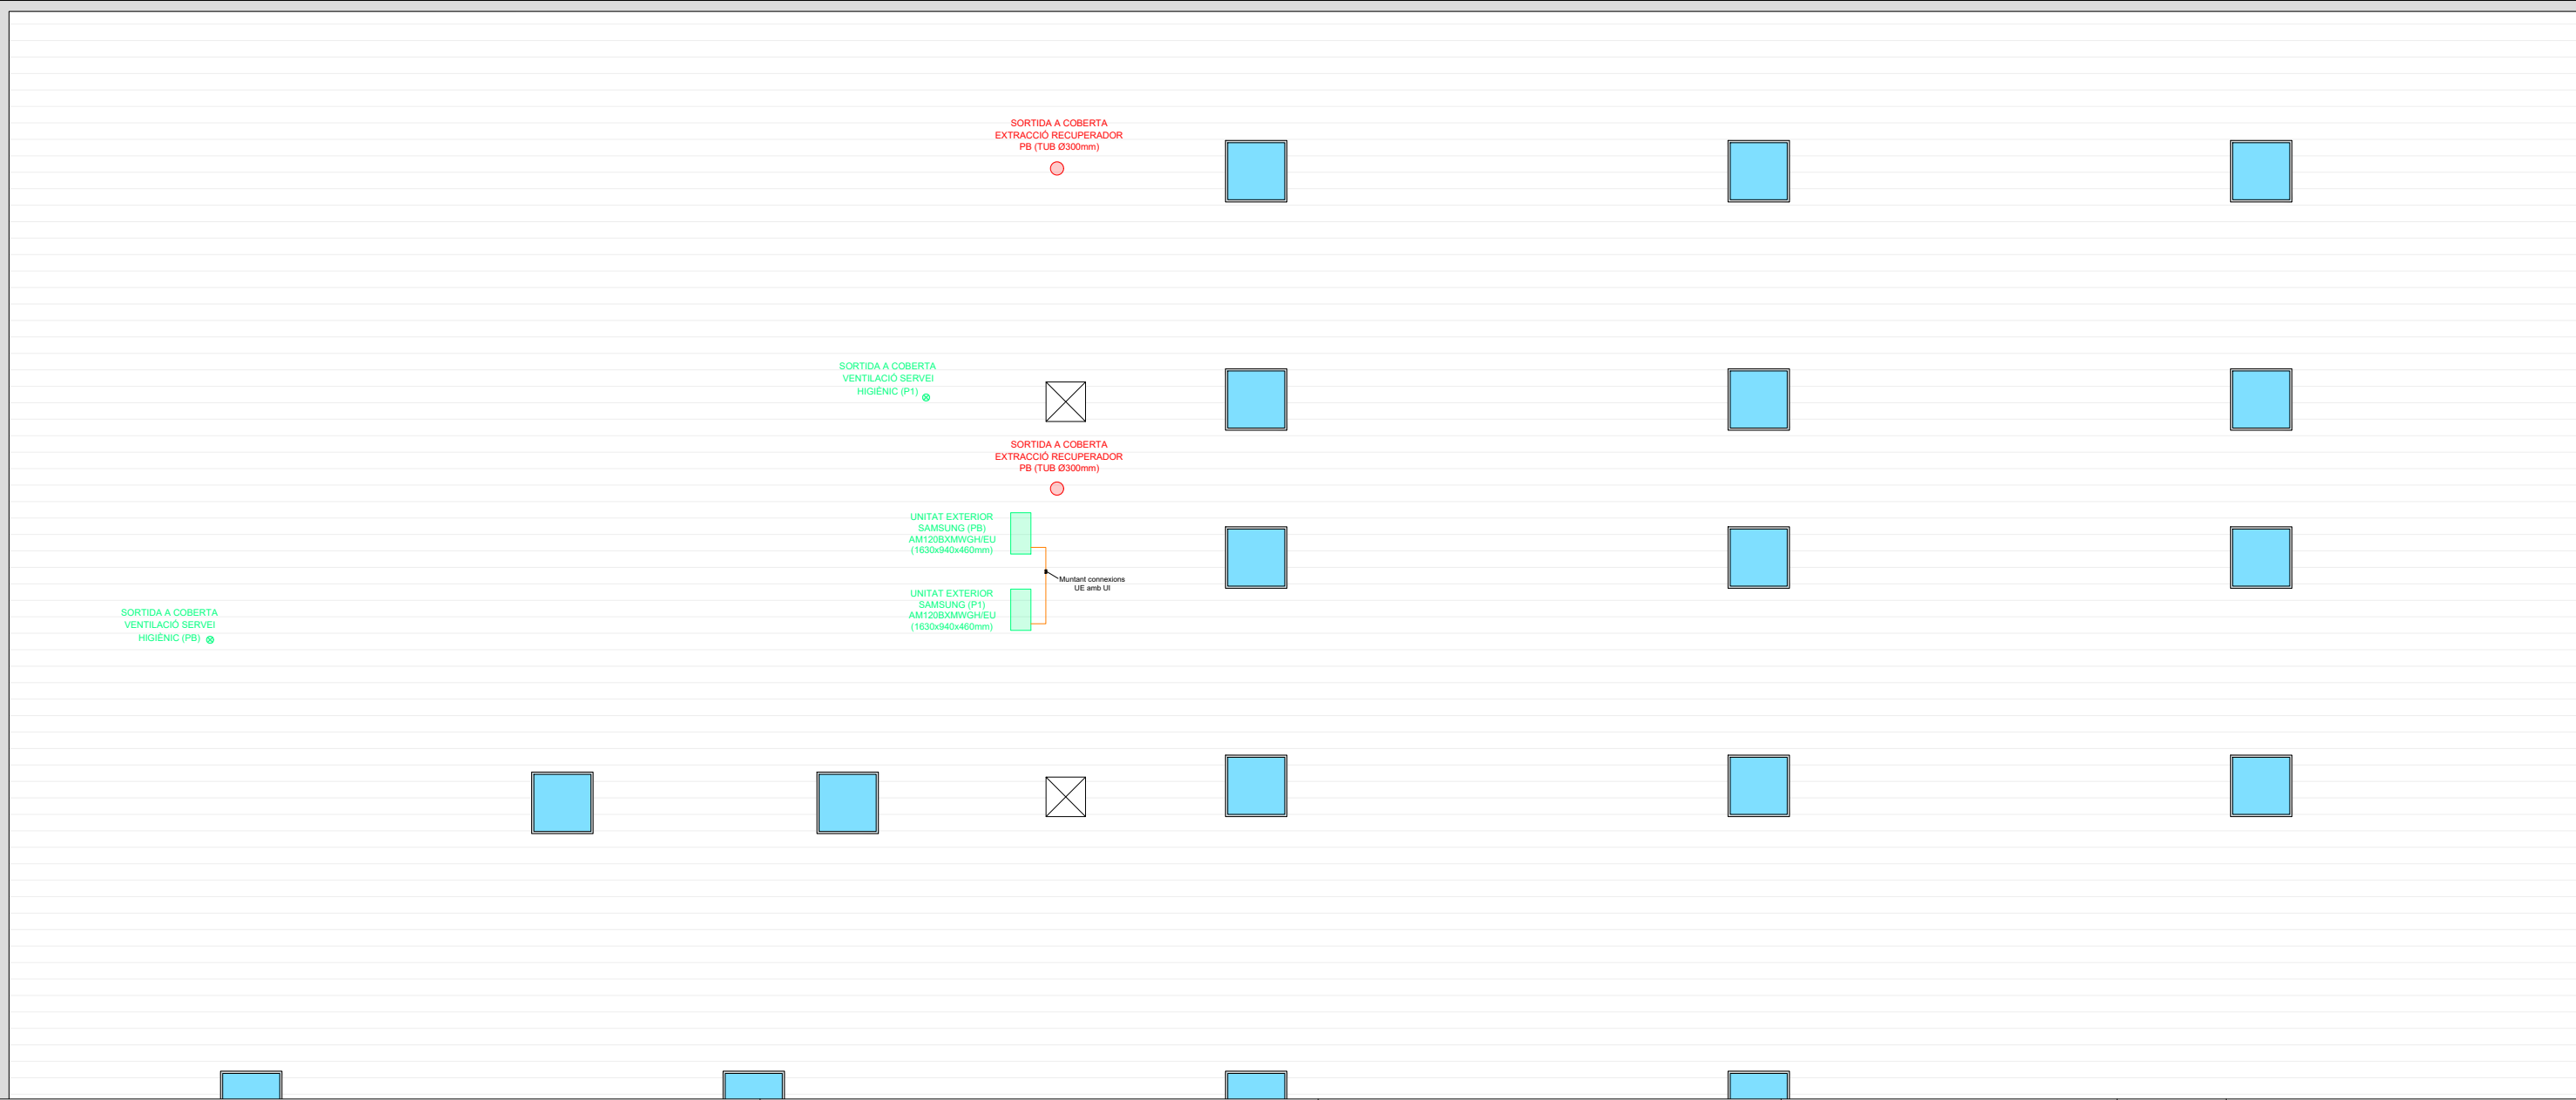 SORTIDA A COBERTA
EXTRACCIÓ RECUPERADOR
PB (TUB Ø300mm)
SORTIDA A COBERTA
VENTILACIÓ SERVEI
HIGIÈNIC (P1)
SORTIDA A COBERTA
EXTRACCIÓ RECUPERADOR
PB (TUB Ø300mm)
UNITAT EXTERIOR
SAMSUNG (PB)
AM120BXMWGH/EU
(1630x940x460mm)
Muntant connexions
UE amb UI
UNITAT EXTERIOR
SAMSUNG (P1)
AM120BXMWGH/EU
(1630x940x460mm)
SORTIDA A COBERTA
VENTILACIÓ SERVEI
HIGIÈNIC (PB)